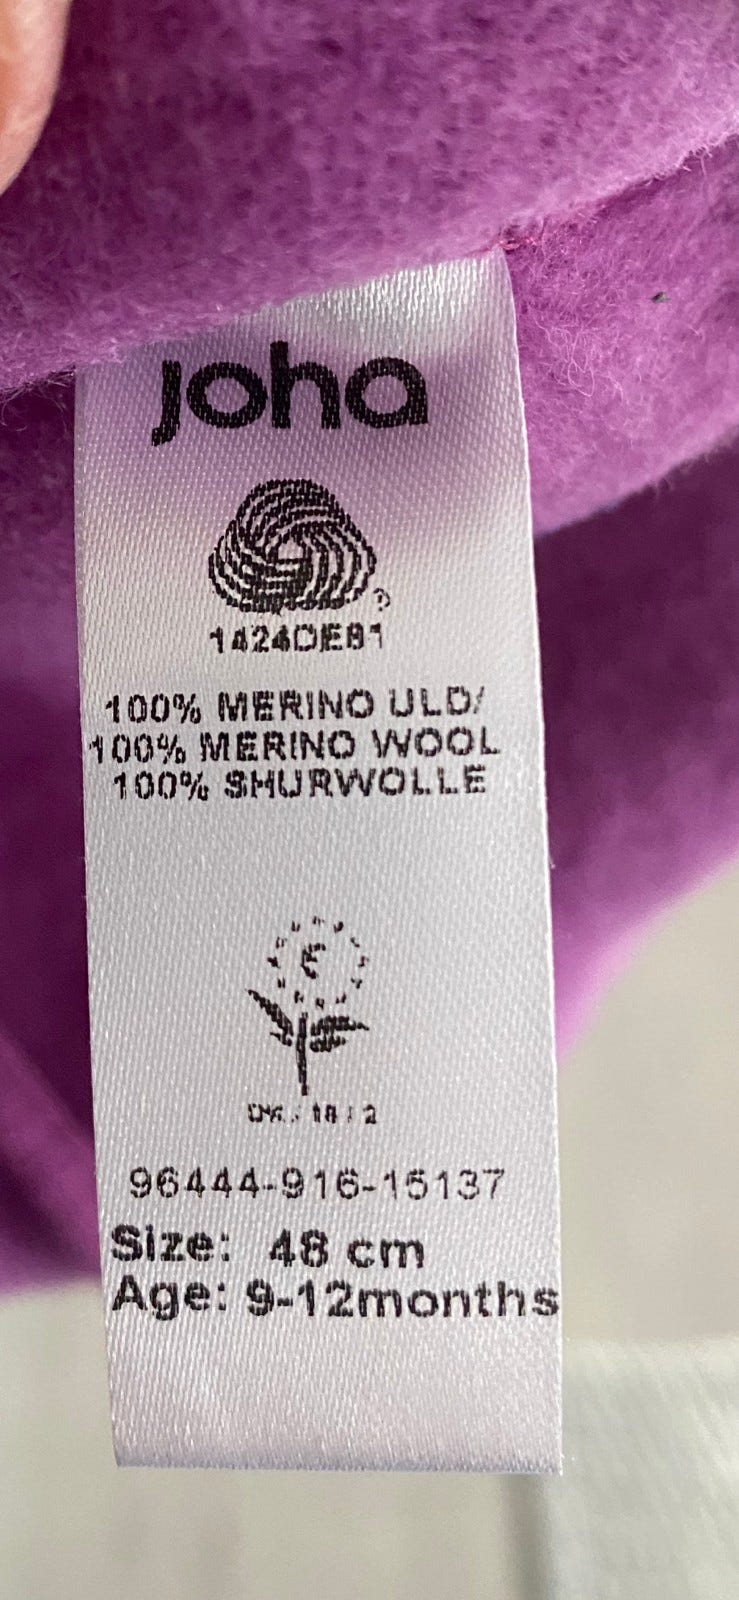 joha
1424DE81
100% MERINO ULD/
100% MERINO WOOL
100% SHURWOLLE
96444-916-15137
Size: 48 cm
Age: 9-12months